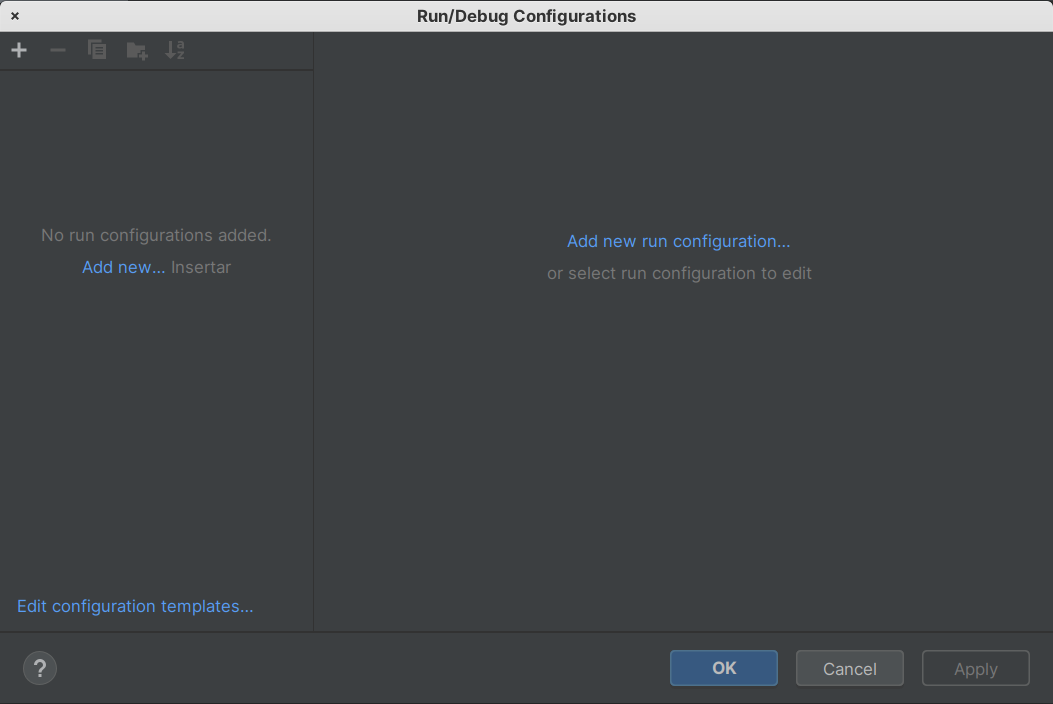 ×
Run/Debug Configurations
a
z
No run configurations added.
Add new... Insertar
Add new run configuration...
or select run configuration to edit
Edit configuration templates...
?
OK
Cancel
Apply